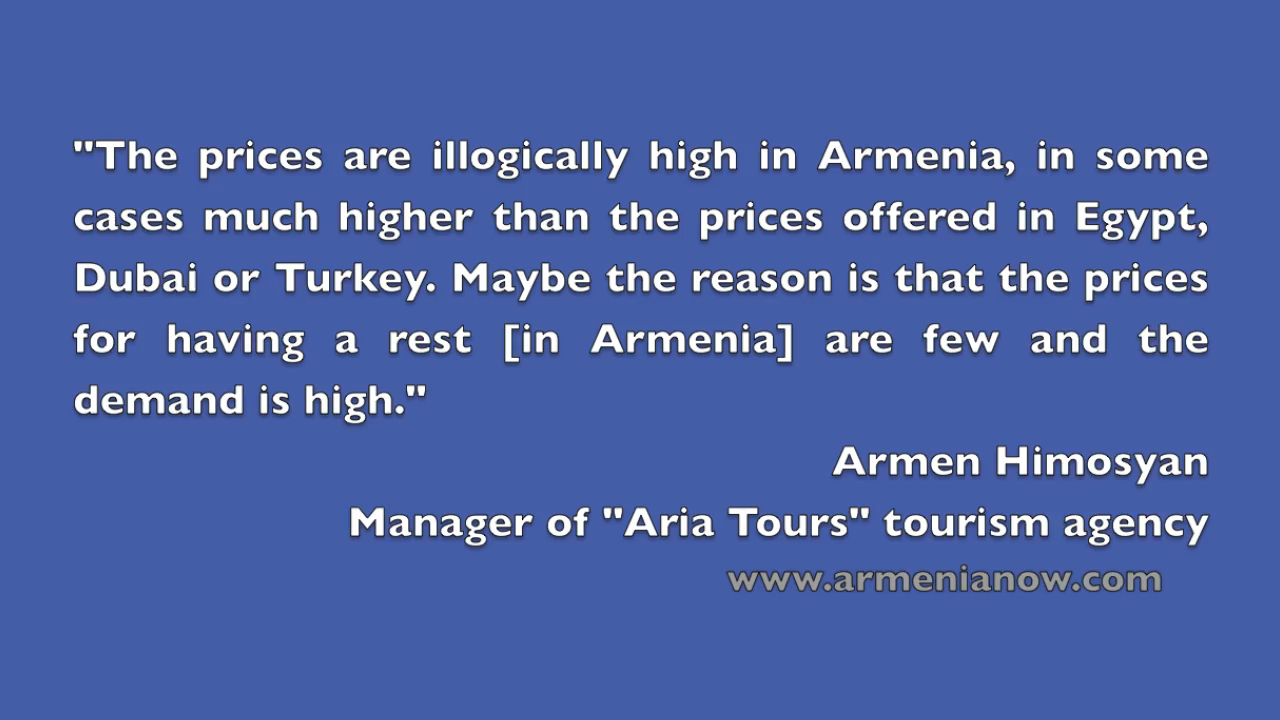 "The prices are illogically high in Armenia, in some
cases much higher than the prices offered in Egypt,
Dubai or Turkey. Maybe the reason is that the prices
for having a rest [in Armenia] are few and the
demand is high."
Armen Himosyan
Manager of "Aria Tours" tourism agency
www.armenianow.com